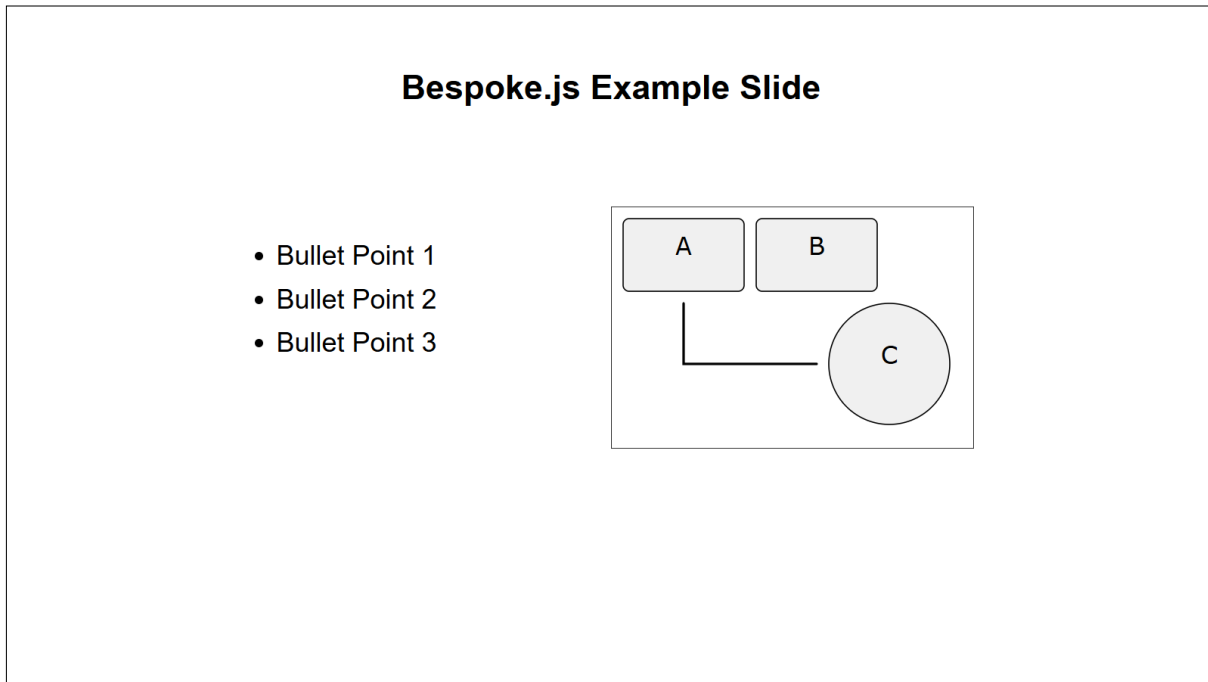 Bespoke.js Example Slide
Bullet Point 1
Bullet Point 2
Bullet Point 3
A
B
C